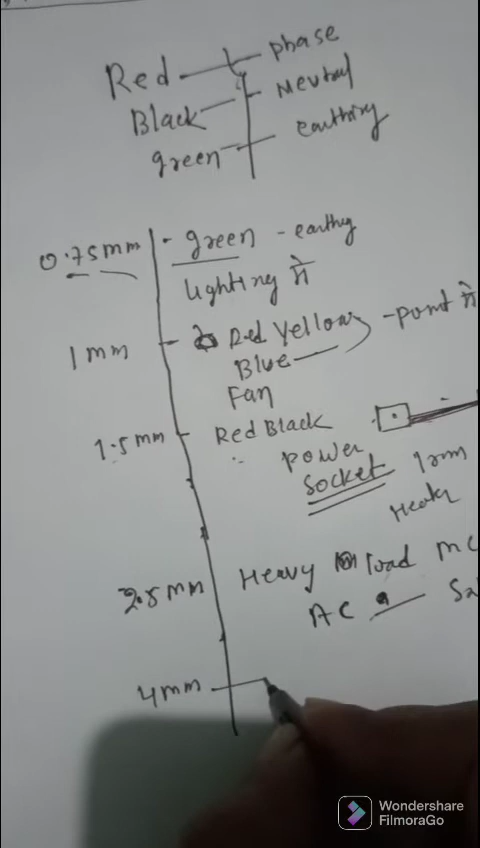 Red - phase
Black - Neutral
green - earthing
0.75mm - green - earthing
lighting में
1mm - Red Yellow - point में
Blue
Fan
1.5mm - Red Black
power
socket
Heater
2.5mm Heavy load
AC
4mm -
Wondershare
FilmoraGo